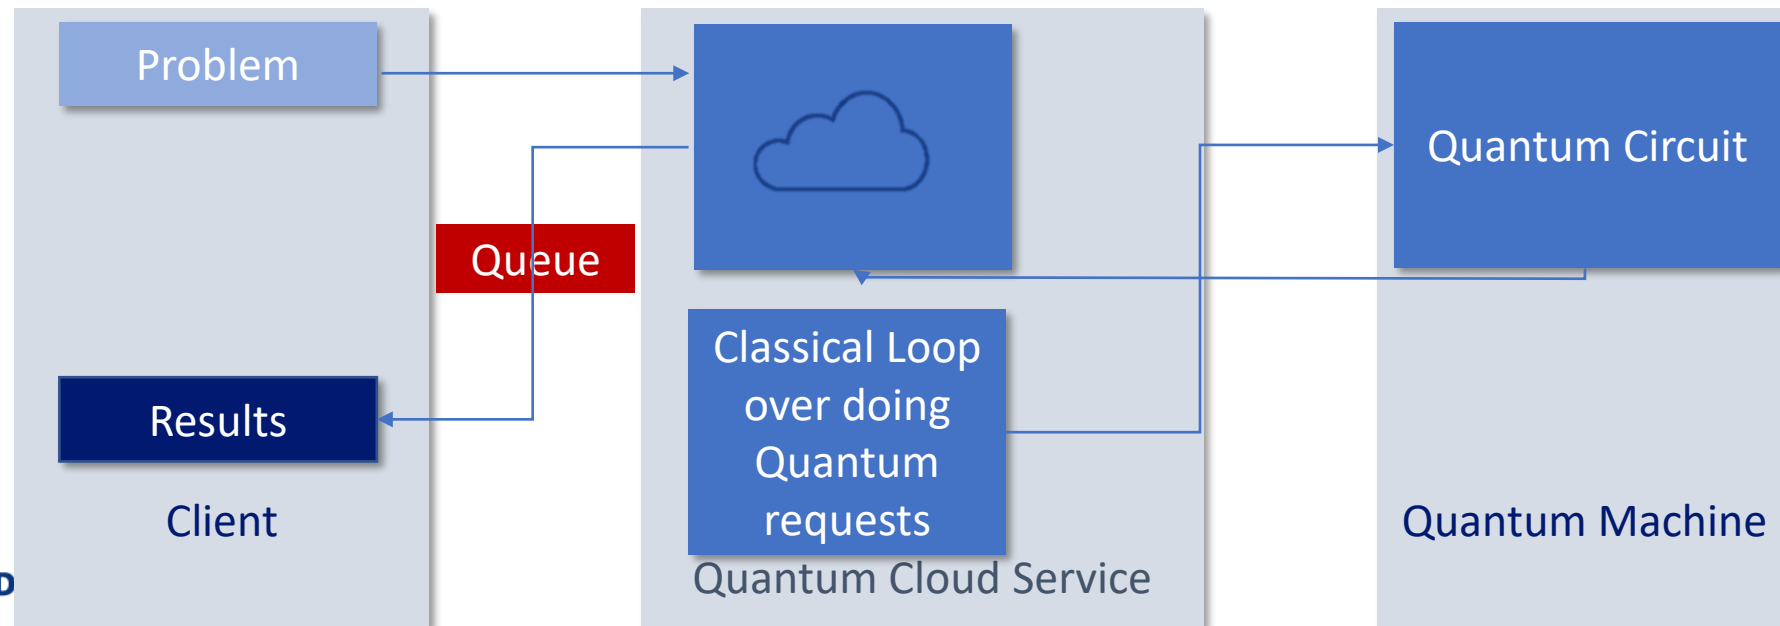 Problem
Quantum Circuit
Queue
Classical Loop
over doing
Quantum
requests
Results
Client
Quantum Cloud Service
Quantum Machine
D